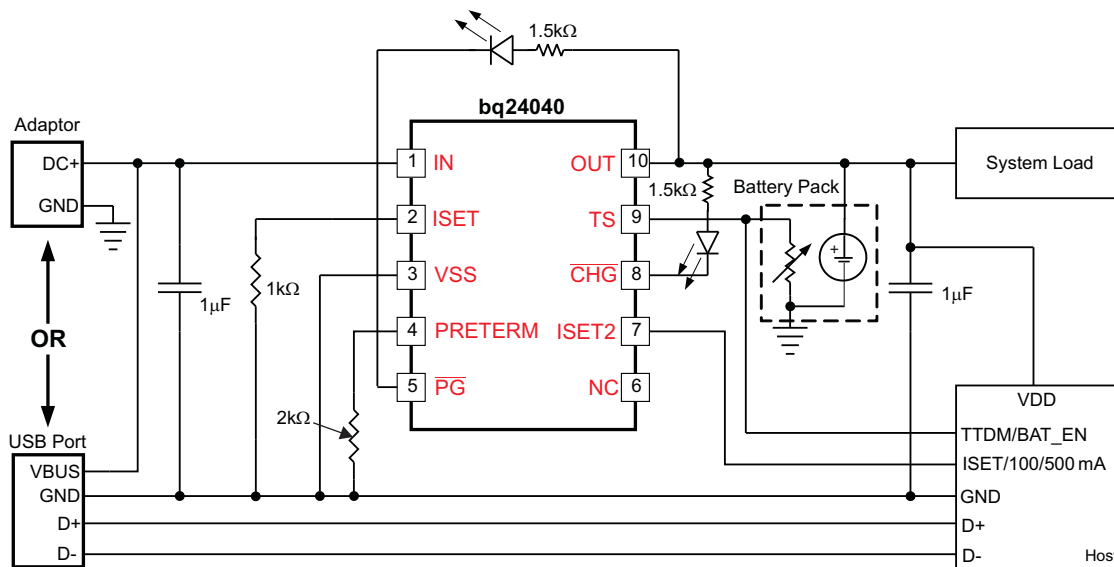 1.5kΩ
bq24040
Adaptor
DC+
GND
1
IN
2
ISET
3
VSS
4
PRETERM
5
PG
OUT
10
TS
9
CHG
8
ISET2
7
NC
6
1.5kΩ
Battery Pack
+
System Load
1μF
1kΩ
2kΩ
1μF
OR
USB Port
VBUS
GND
D+
D-
VDD
TTDM/BAT_EN
ISET/100/500 mA
GND
D+
D-
Host